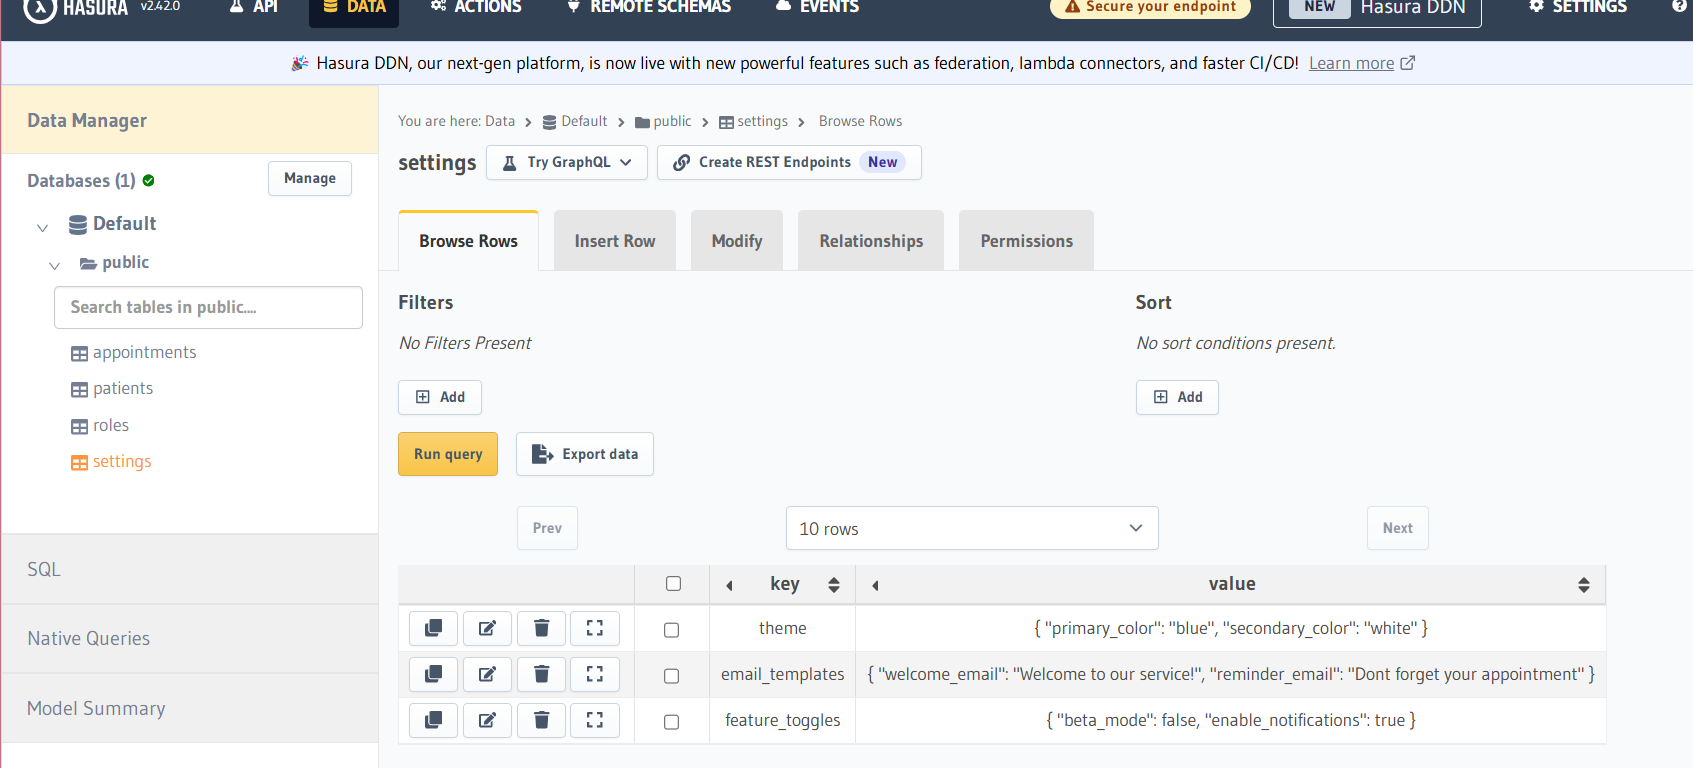 HASURA v2.42.0 API DATA ACTIONS REMOTE SCHEMAS EVENTS Secure your endpoint NEW Hasura DDN SETTINGS
Hasura DDN, our next-gen platform, is now live with new powerful features such as federation, lambda connectors, and faster CI/CD! Learn more
Data Manager
You are here: Data Default public settings Browse Rows
settings Try GraphQL Create REST Endpoints New
Databases (1) Manage
Default
public
Search tables in public....
appointments
patients
roles
settings
SQL
Native Queries
Model Summary
Browse Rows Insert Row Modify Relationships Permissions
Filters Sort
No Filters Present No sort conditions present.
Add Add
Run query Export data
Prev 10 rows Next
key value
theme { "primary_color": "blue", "secondary_color": "white" }
email_templates { "welcome_email": "Welcome to our service!", "reminder_email": "Dont forget your appointment" }
feature_toggles { "beta_mode": false, "enable_notifications": true }